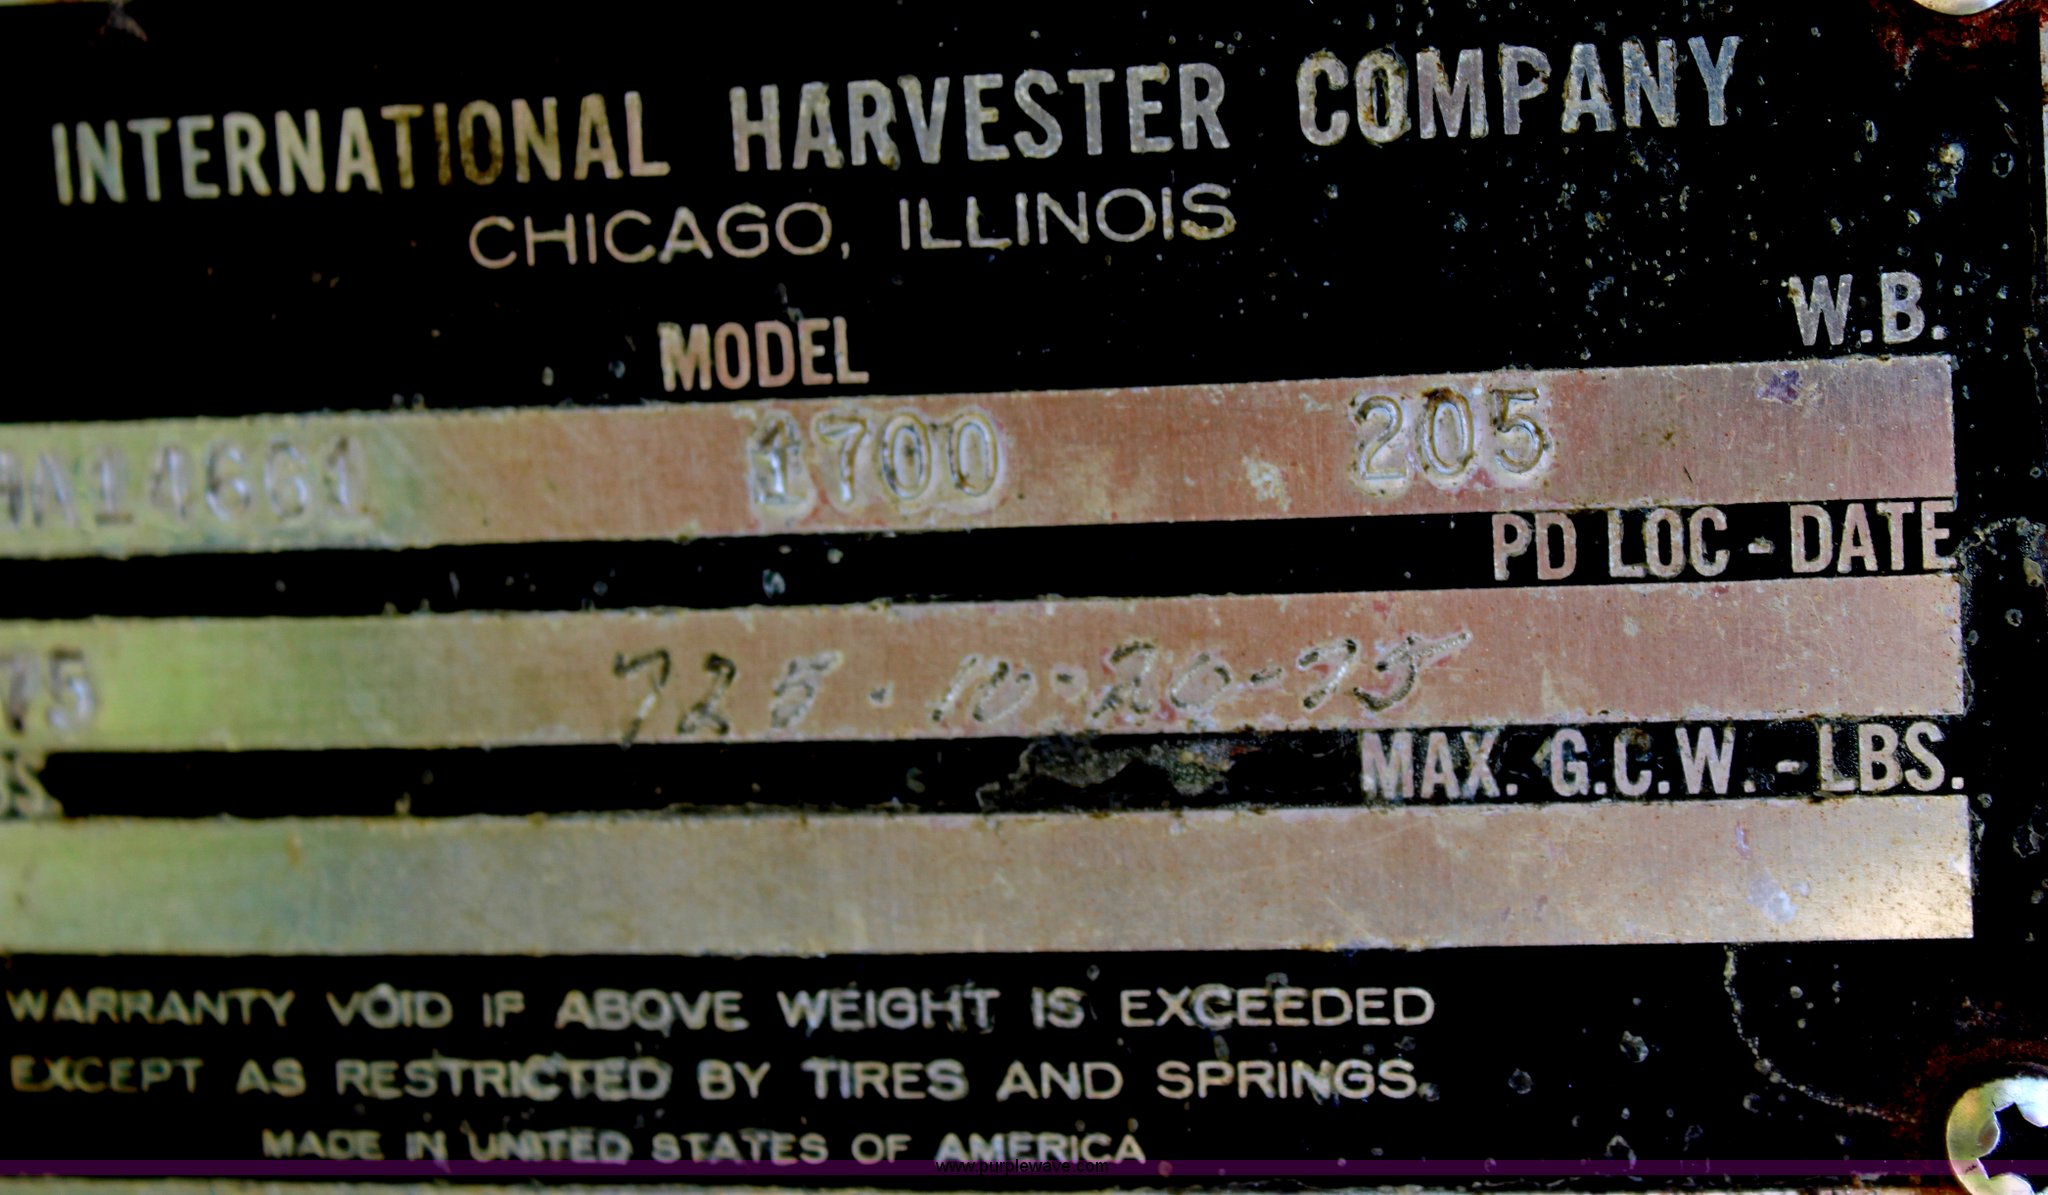 INTERNATIONAL HARVESTER COMPANY
CHICAGO, ILLINOIS
MODEL W.B.
14661 1700 205
PD LOC - DATE
75 725 · 10-20-75
MAX. G.C.W. - LBS.
WARRANTY VOID IF ABOVE WEIGHT IS EXCEEDED
EXCEPT AS RESTRICTED BY TIRES AND SPRINGS.
MADE IN UNITED STATES OF AMERICA
www.purplewave.com